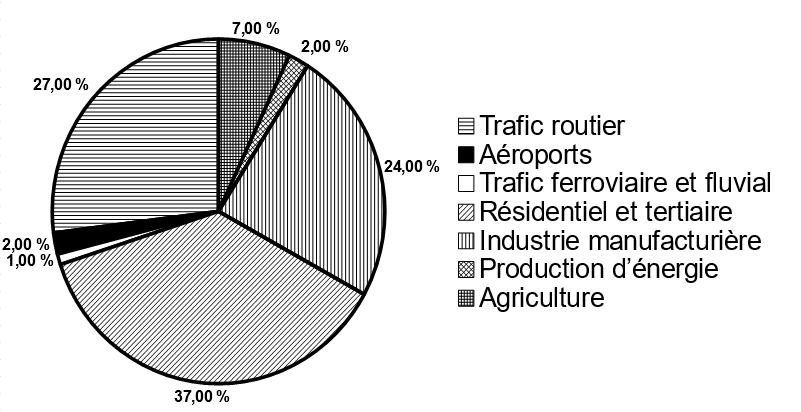 7,00 %
2,00 %
27,00 %
24,00 %
2,00 %
1,00 %
37,00 %
Trafic routier
Aéroports
Trafic ferroviaire et fluvial
Résidentiel et tertiaire
Industrie manufacturière
Production d’énergie
Agriculture